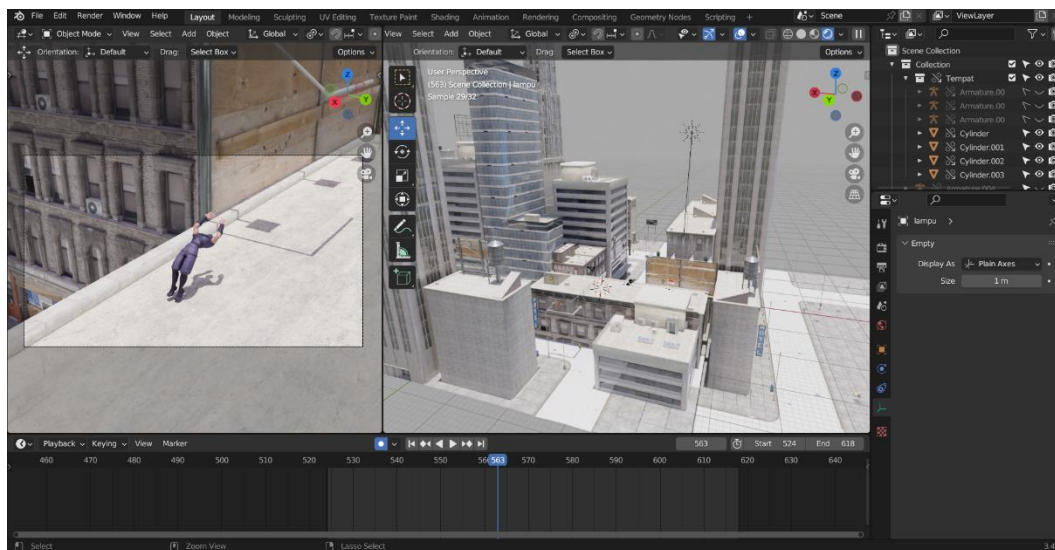 File Edit Render Window Help Layout Modeling Sculpting UV Editing Texture Paint Shading Animation Rendering Compositing Geometry Nodes Scripting + Scene ViewLayer
Object Mode View Select Add Object Global View Select Add Object Global
Orientation: Default Drag: Select Box Options Orientation: Default Drag: Select Box Options
Scene Collection
Collection
Tempat
Armature.00
Armature.00
Armature.00
Cylinder
Cylinder.001
Cylinder.002
Cylinder.003
User Perspective
(563) Scene Collection | lampu
Sample 29/32
Z
Y
X
Z
Y
lampu >
Empty
Display As Plain Axes
Size 1 m
Playback Keying View Marker 563 Start 524 End 618
460 470 480 490 500 510 520 530 540 550 563 570 580 590 600 610 620 630 640
Select Zoom View Lasso Select 3.4